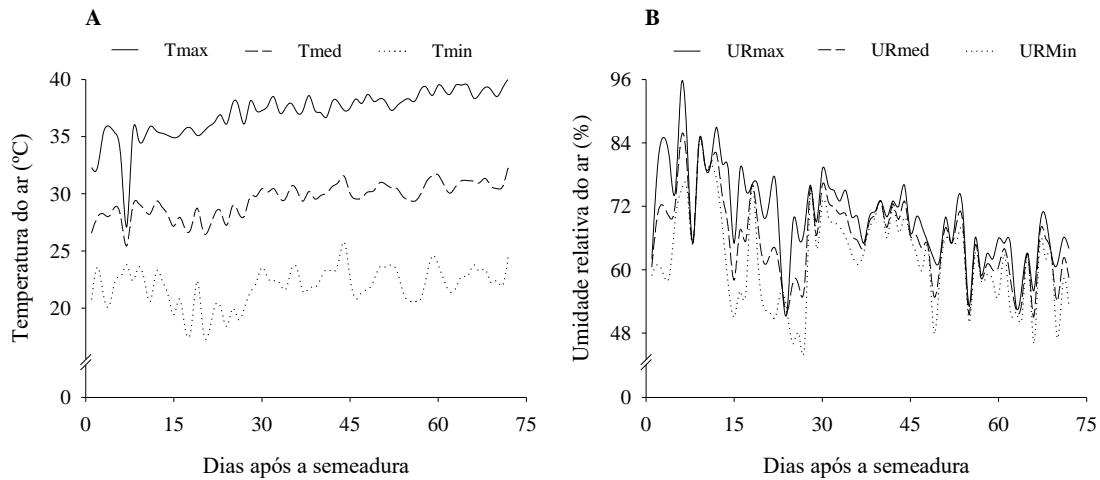 A
Tmax Tmed Tmin
40
35
30
25
20
0
Temperatura do ar (ºC)
0 15 30 45 60 75
Dias após a semeadura
B
URmax URmed URMin
96
84
72
60
48
0
Umidade relativa do ar (%)
0 15 30 45 60 75
Dias após a semeadura